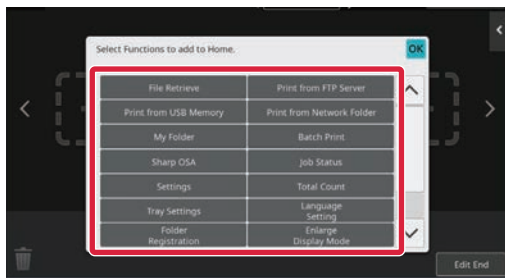 Select Functions to add to Home.
OK
File Retrieve
Print from FTP Server
Print from USB Memory
Print from Network Folder
My Folder
Batch Print
Sharp OSA
Job Status
Settings
Total Count
Tray Settings
Language
Setting
Folder
Registration
Enlarge
Display Mode
Edit End